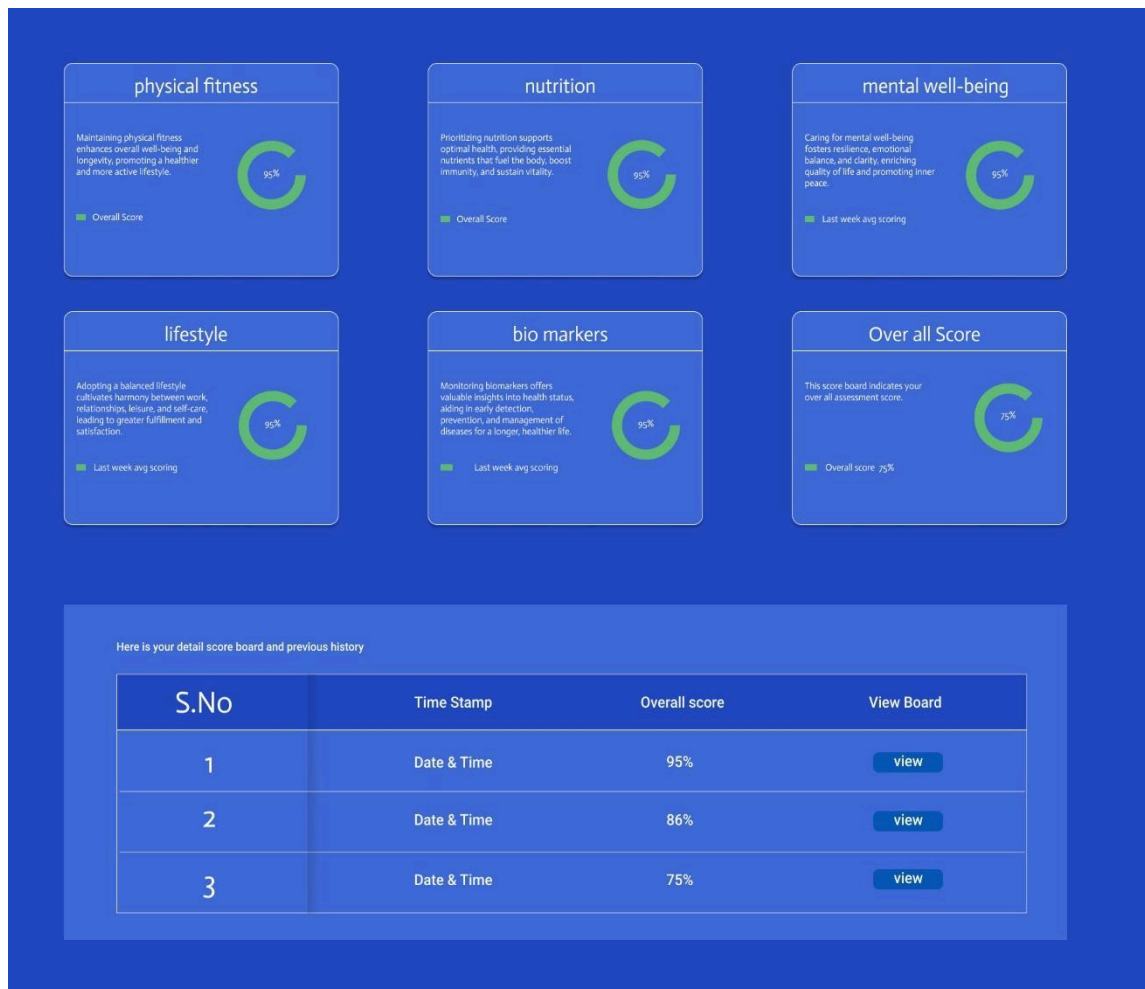 physical fitness
Maintaining physical fitness
enhances overall well-being and
longevity, promoting a healthier
and more active lifestyle.
95%
Overall Score
nutrition
Prioritizing nutrition supports
optimal health, providing essential
nutrients that fuel the body, boost
immunity, and sustain vitality.
95%
Overall Score
mental well-being
Caring for mental well-being
fosters resilience, emotional
balance, and clarity, enriching
quality of life and promoting inner
peace.
95%
Last week avg scoring
lifestyle
Adopting a balanced lifestyle
cultivates harmony between work,
relationships, leisure, and self-care,
leading to greater fulfillment and
satisfaction.
95%
Last week avg scoring
bio markers
Monitoring biomarkers offers
valuable insights into health status,
aiding in early detection,
prevention, and management of
diseases for a longer, healthier life.
95%
Last week avg scoring
Over all Score
This score board indicates your
over all assessment score.
75%
Overall score 75%
Here is your detail score board and previous history
S.No Time Stamp Overall score View Board
1 Date & Time 95% view
2 Date & Time 86% view
3 Date & Time 75% view